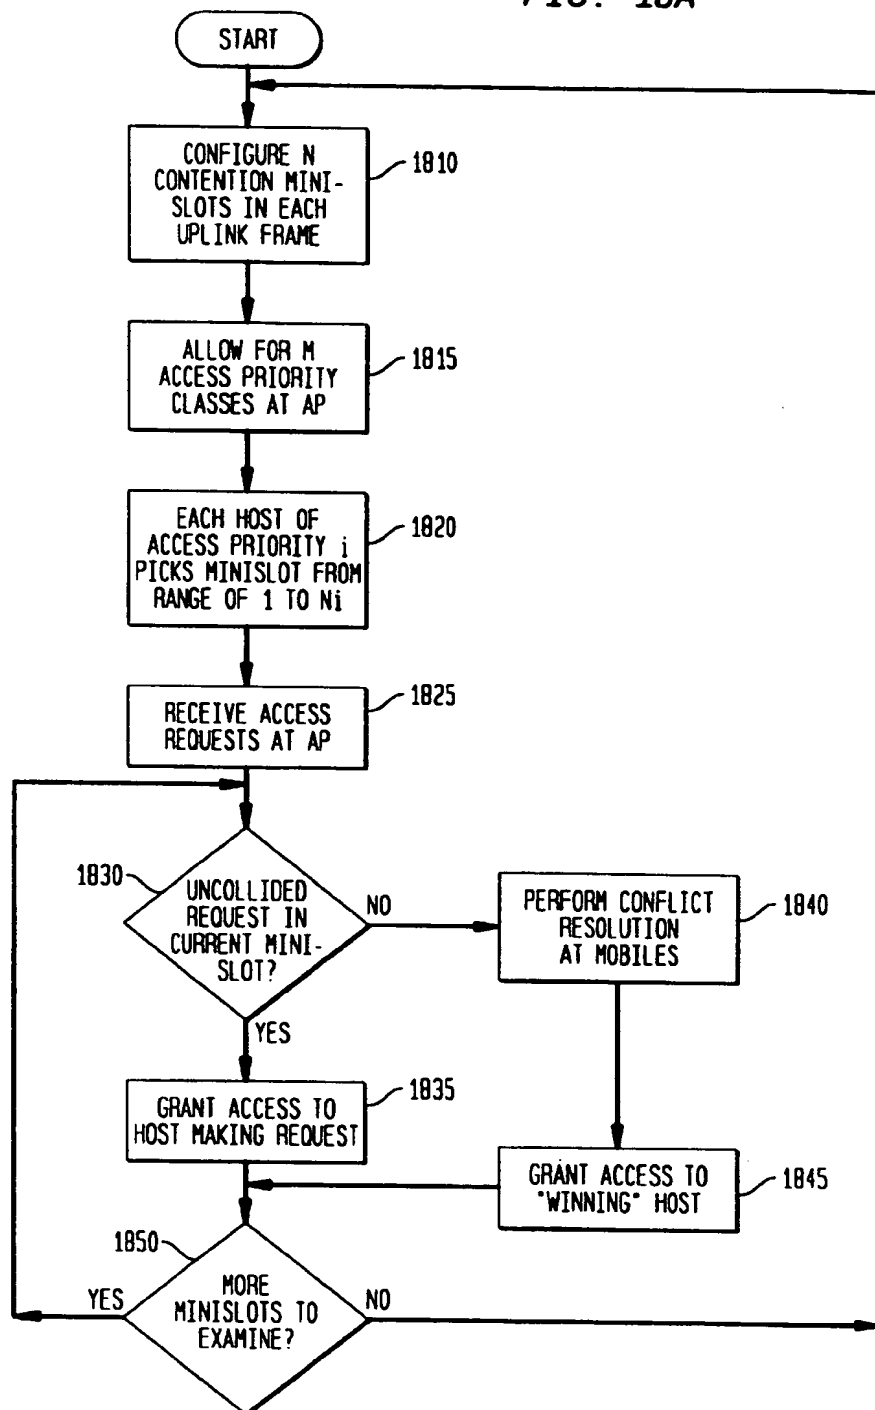 START
CONFIGURE N
CONTENTION MINI-
SLOTS IN EACH
UPLINK FRAME
1810
ALLOW FOR M
ACCESS PRIORITY
CLASSES AT AP
1815
EACH HOST OF
ACCESS PRIORITY i
PICKS MINISLOT FROM
RANGE OF 1 TO Ni
1820
RECEIVE ACCESS
REQUESTS AT AP
1825
1830
UNCOLLIDED
REQUEST IN
CURRENT MINI-
SLOT?
NO
YES
PERFORM CONFLICT
RESOLUTION
AT MOBILES
1840
GRANT ACCESS TO
HOST MAKING REQUEST
1835
GRANT ACCESS TO
"WINNING" HOST
1845
1850
MORE
MINISLOTS TO
EXAMINE?
YES
NO